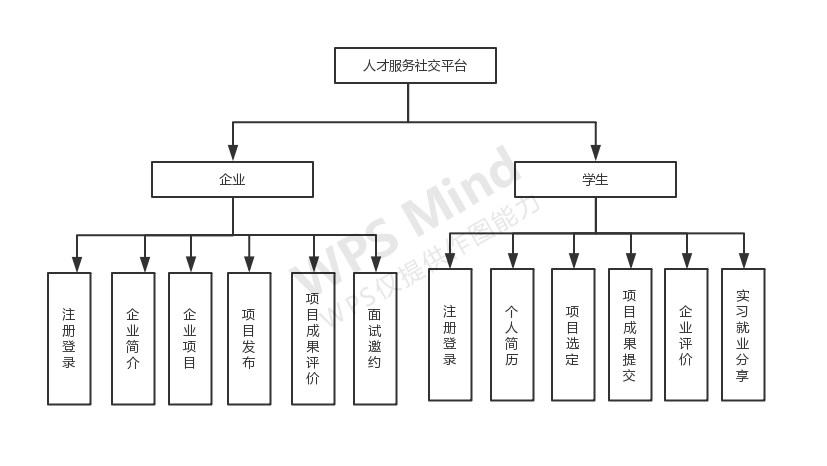 人才服务社交平台
企业
学生
注册登录
企业简介
企业项目
项目发布
项目成果评价
面试邀约
注册登录
个人简历
项目选定
项目成果提交
企业评价
实习就业分享
WPS Mind
WPS仅提供作图能力